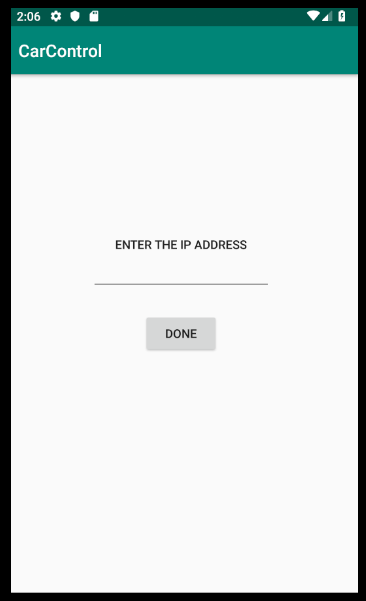 2:06
CarControl
ENTER THE IP ADDRESS
DONE